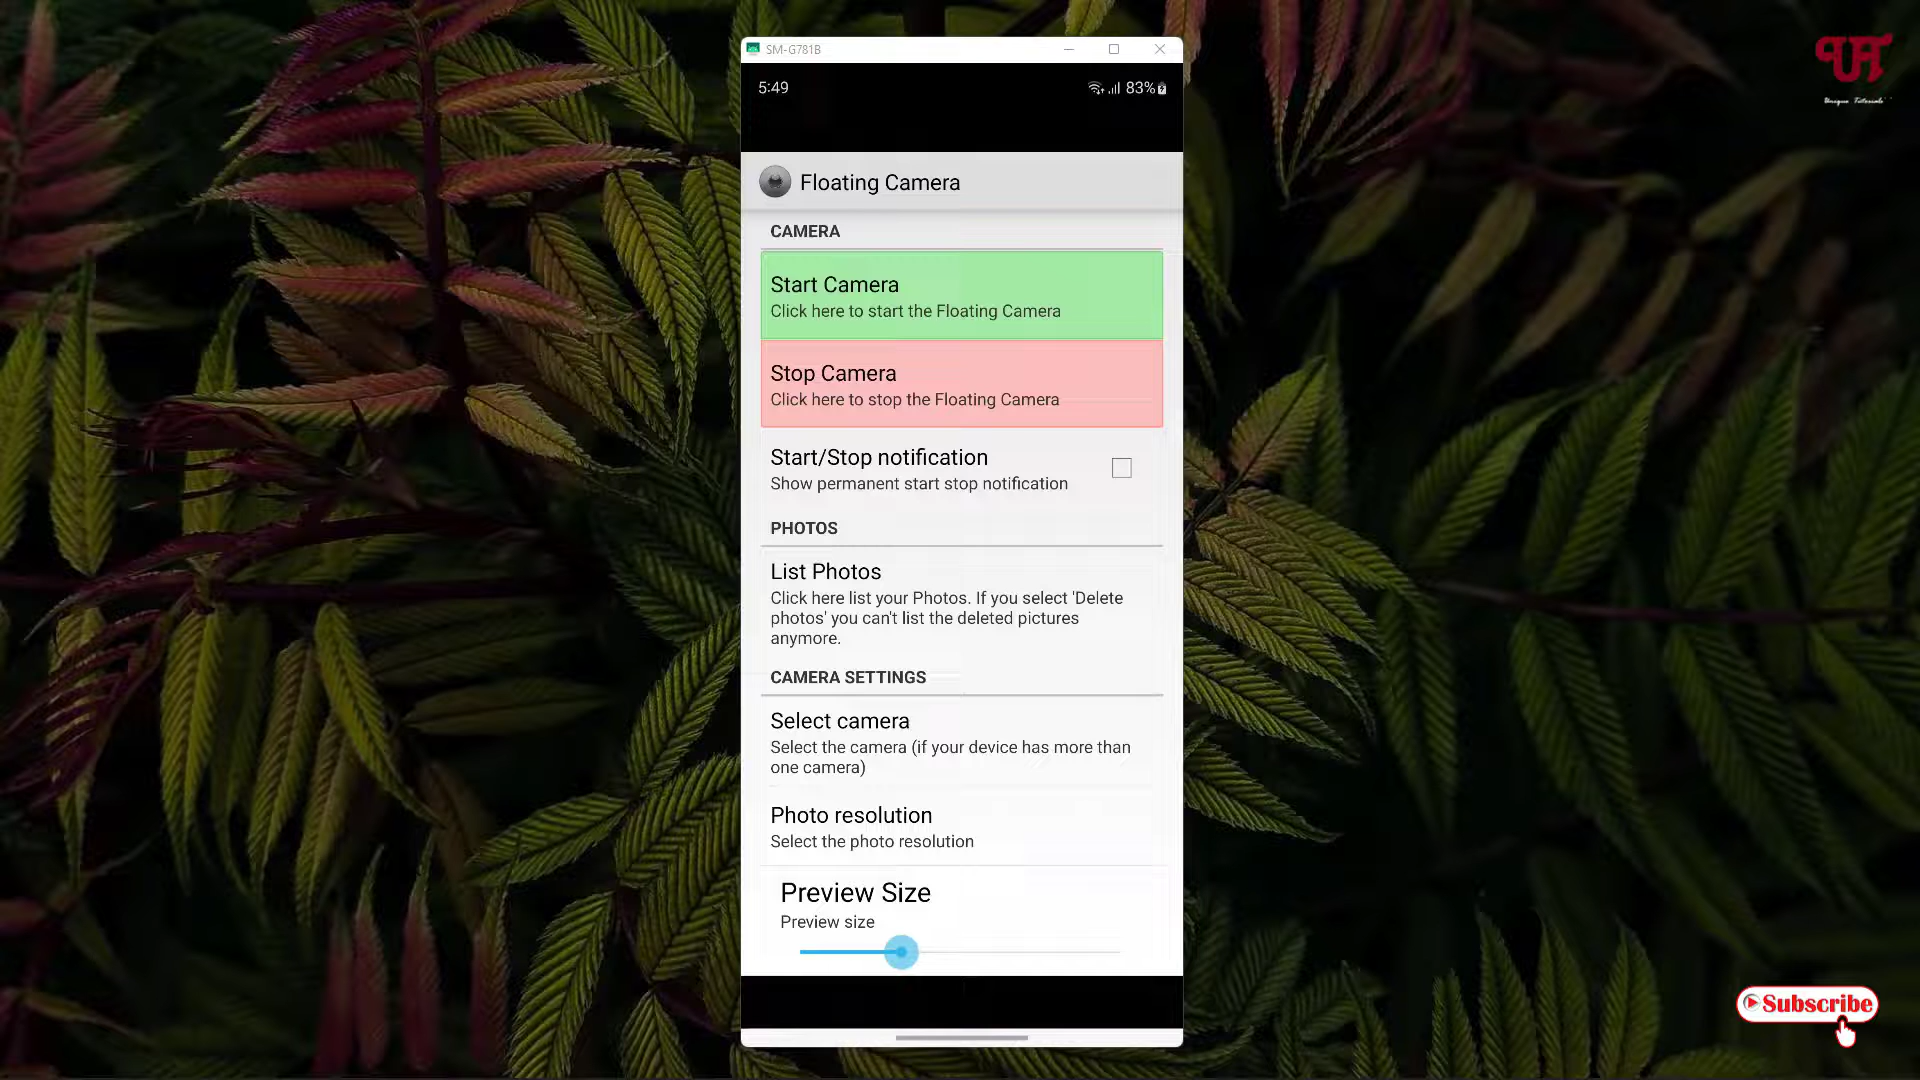 SM-G781B
5:49
83%
Floating Camera
CAMERA
Start Camera
Click here to start the Floating Camera
Stop Camera
Click here to stop the Floating Camera
Start/Stop notification
Show permanent start stop notification
PHOTOS
List Photos
Click here list your Photos. If you select 'Delete
photos' you can't list the deleted pictures
anymore.
CAMERA SETTINGS
Select camera
Select the camera (if your device has more than
one camera)
Photo resolution
Select the photo resolution
Preview Size
Preview size
UT
Unique Tutorials
Subscribe